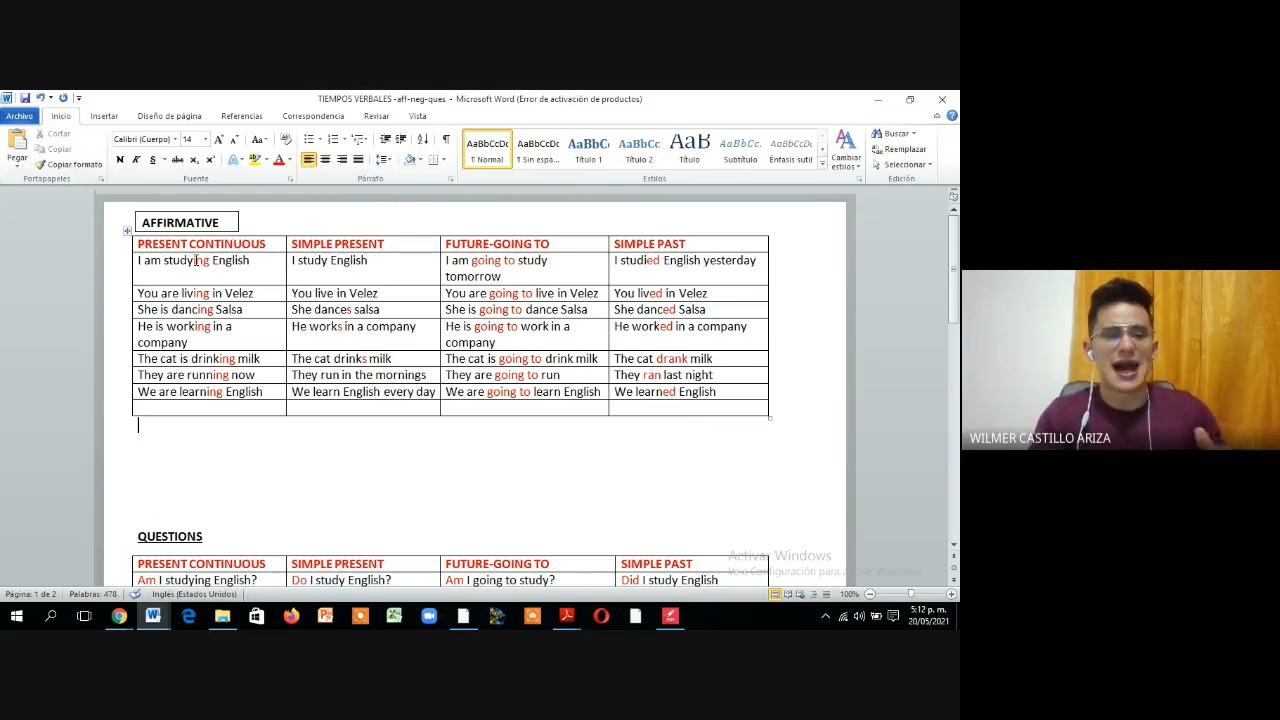 TIEMPOS VERBALES -aff-neg-ques - Microsoft Word (Error de activación de productos)
Archivo Inicio Insertar Diseño de página Referencias Correspondencia Revisar Vista
Pegar
Cortar
Copiar
Copiar formato
Portapapeles
Calibri (Cuerpo) 14
Fuente
Párrafo
AaBbCcDc AaBbCcDc AaBbC AaBbCc AaB AaBbCc. AaBbCcDc
¶ Normal ¶ Sin espa... Título 1 Título 2 Título Subtítulo Énfasis sutil
Estilos
Cambiar estilos
Buscar
Reemplazar
Seleccionar
Edición
AFFIRMATIVE
PRESENT CONTINUOUS SIMPLE PRESENT FUTURE-GOING TO SIMPLE PAST
I am studying English I study English I am going to study tomorrow I studied English yesterday
You are living in Velez You live in Velez You are going to live in Velez You lived in Velez
She is dancing Salsa She dances salsa She is going to dance Salsa She danced Salsa
He is working in a company He works in a company He is going to work in a company He worked in a company
The cat is drinking milk The cat drinks milk The cat is going to drink milk The cat drank milk
They are running now They run in the mornings They are going to run They ran last night
We are learning English We learn English every day We are going to learn English We learned English
QUESTIONS
PRESENT CONTINUOUS SIMPLE PRESENT FUTURE-GOING TO SIMPLE PAST
Am I studying English? Do I study English? Am I going to study? Did I study English
Activar Windows
Ve a Configuración para activar Windows.
Página: 1 de 2 Palabras: 478 Inglés (Estados Unidos) 100%
5:12 p. m.
20/05/2021
WILMER CASTILLO ARIZA